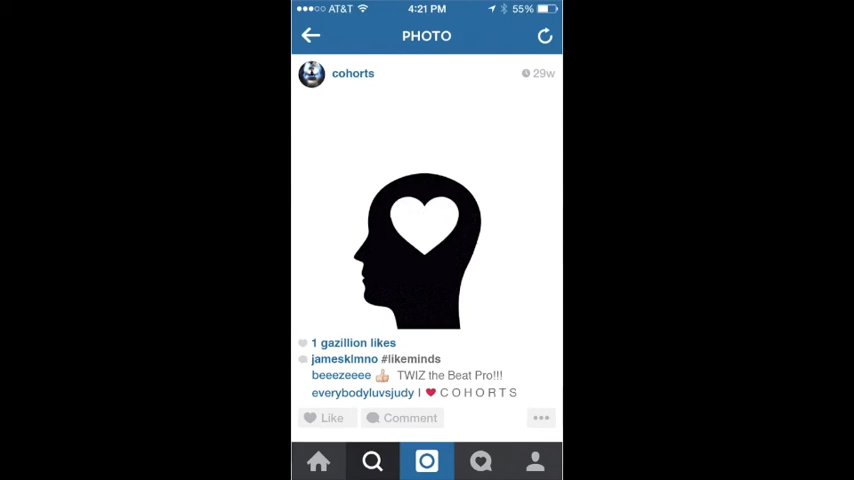 AT&T 4:21 PM 55%
PHOTO
cohorts 29w
1 gazillion likes
jamesklmno #likeminds
beeezeeee 👍 TWIZ the Beat Pro!!!
everybodyluvsjudy I ❤ C O H O R T S
Like Comment